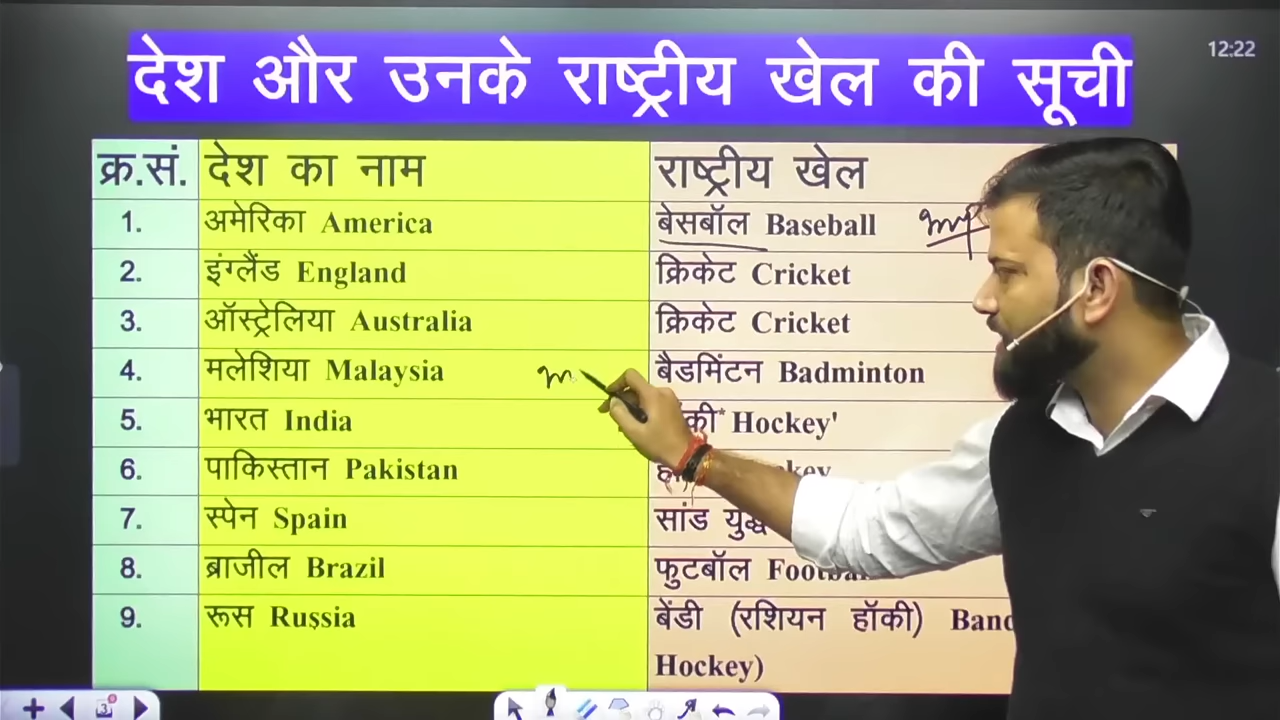 12:22
देश और उनके राष्ट्रीय खेल की सूची
क्र.सं. देश का नाम राष्ट्रीय खेल
1. अमेरिका America बेसबॉल Baseball Imp
2. इंग्लैंड England क्रिकेट Cricket
3. ऑस्ट्रेलिया Australia क्रिकेट Cricket
4. मलेशिया Malaysia बैडमिंटन Badminton
5. भारत India Hockey'
6. पाकिस्तान Pakistan
7. स्पेन Spain सांड युद्ध
8. ब्राजील Brazil फुटबॉल
9. रूस Russia बेंडी (रशियन हॉकी)
Hockey)